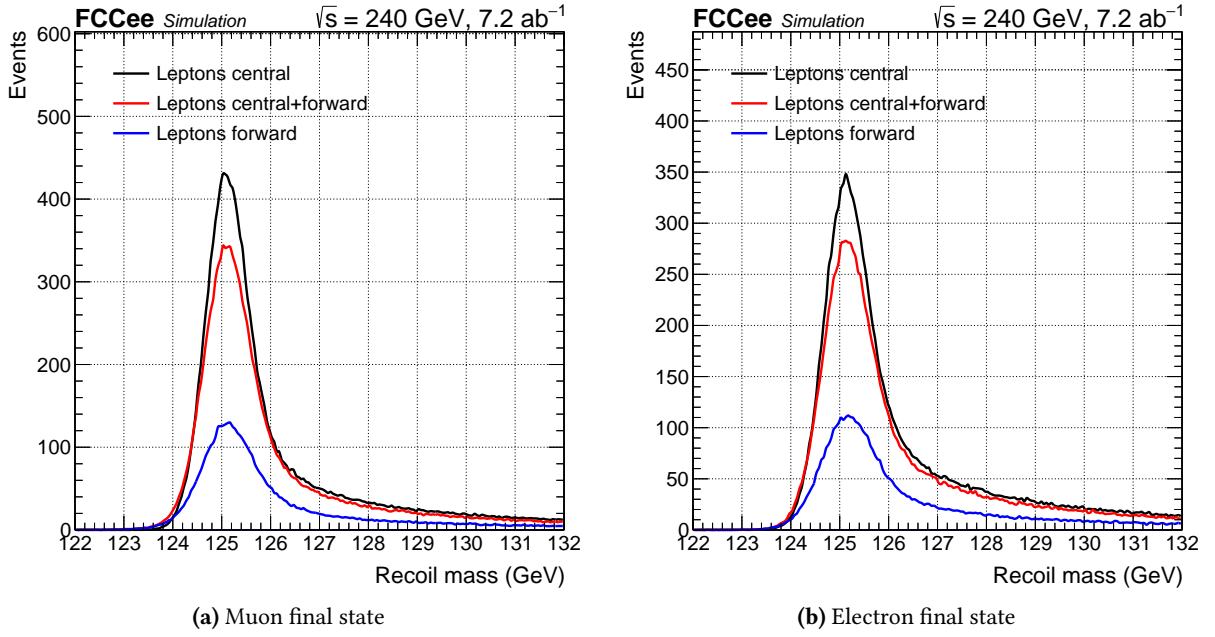 FCCee Simulation √s = 240 GeV, 7.2 ab⁻¹
Events
600
500
400
300
200
100
0
Leptons central
Leptons central+forward
Leptons forward
122 123 124 125 126 127 128 129 130 131 132
Recoil mass (GeV)
(a) Muon final state
FCCee Simulation √s = 240 GeV, 7.2 ab⁻¹
Events
450
400
350
300
250
200
150
100
50
0
Leptons central
Leptons central+forward
Leptons forward
122 123 124 125 126 127 128 129 130 131 132
Recoil mass (GeV)
(b) Electron final state